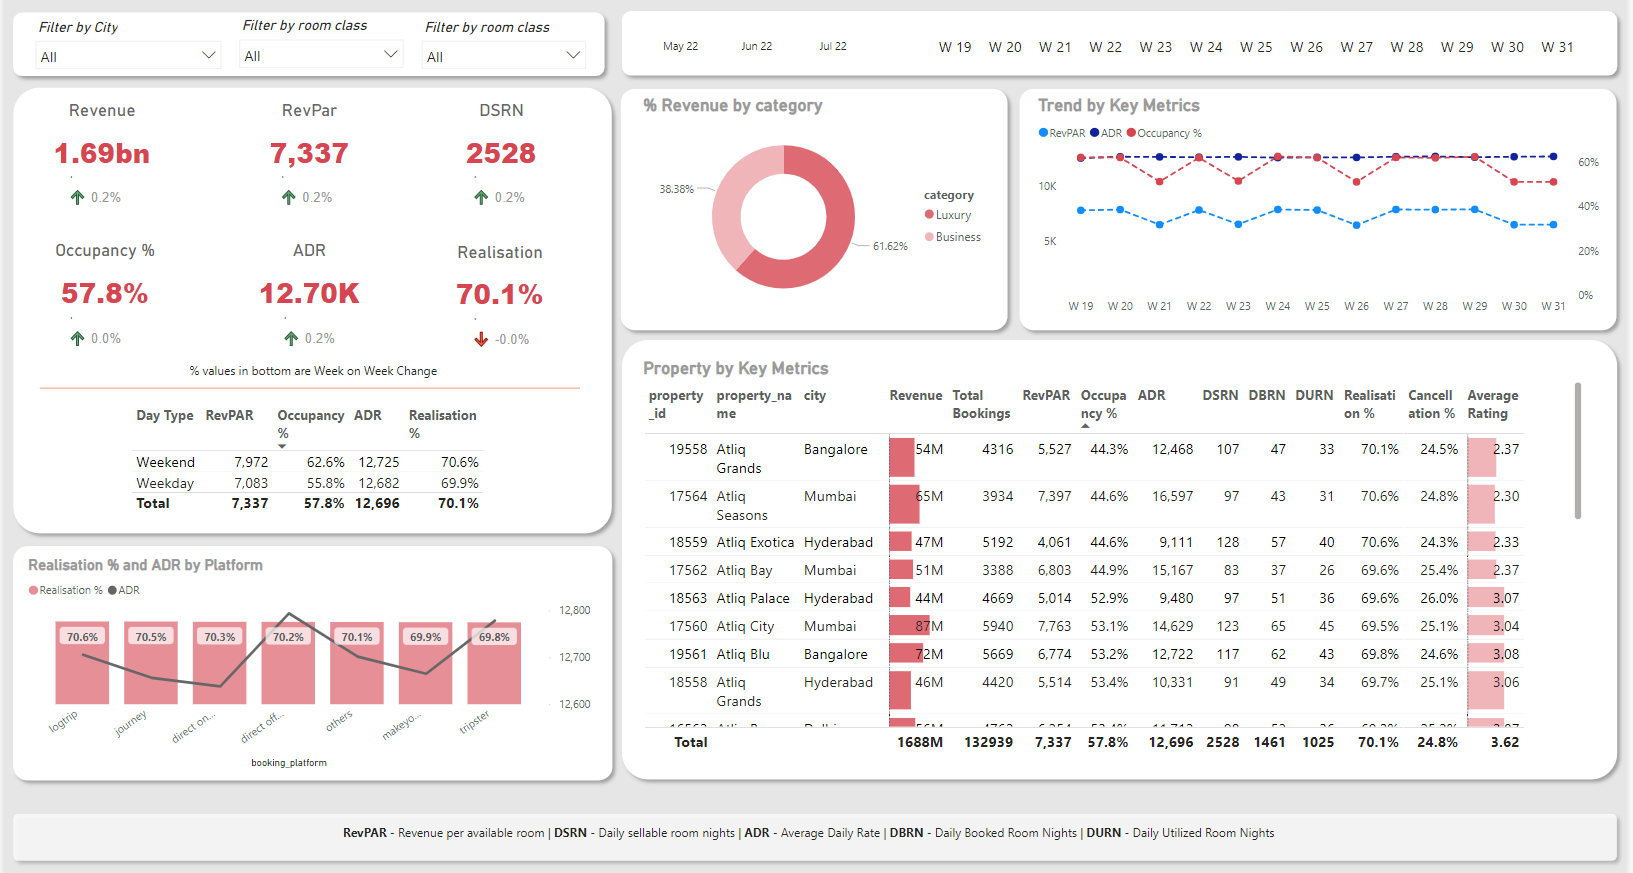 Filter by City
All
Filter by room class
All
Filter by room class
All
May 22 Jun 22 Jul 22
W 19 W 20 W 21 W 22 W 23 W 24 W 25 W 26 W 27 W 28 W 29 W 30 W 31
Revenue
1.69bn
0.2%
RevPar
7,337
0.2%
DSRN
2528
0.2%
Occupancy %
57.8%
0.0%
ADR
12.70K
0.2%
Realisation
70.1%
-0.0%
% values in bottom are Week on Week Change
Day Type RevPAR Occupancy % ADR Realisation %
Weekend 7,972 62.6% 12,725 70.6%
Weekday 7,083 55.8% 12,682 69.9%
Total 7,337 57.8% 12,696 70.1%
Realisation % and ADR by Platform
Realisation % ADR
70.6% 70.5% 70.3% 70.2% 70.1% 69.9% 69.8%
12,800
12,700
12,600
logtrip journey direct on... direct off... others makeyo... tripster
booking_platform
% Revenue by category
38.38%
61.62%
category
Luxury
Business
Trend by Key Metrics
RevPAR ADR Occupancy %
10K
5K
60%
40%
20%
0%
W 19 W 20 W 21 W 22 W 23 W 24 W 25 W 26 W 27 W 28 W 29 W 30 W 31
Property by Key Metrics
property_id property_name city Revenue Total Bookings RevPAR Occupancy % ADR DSRN DBRN DURN Realisation % Cancellation % Average Rating
19558 Atliq Grands Bangalore 54M 4316 5,527 44.3% 12,468 107 47 33 70.1% 24.5% 2.37
17564 Atliq Seasons Mumbai 65M 3934 7,397 44.6% 16,597 97 43 31 70.6% 24.8% 2.30
18559 Atliq Exotica Hyderabad 47M 5192 4,061 44.6% 9,111 128 57 40 70.6% 24.3% 2.33
17562 Atliq Bay Mumbai 51M 3388 6,803 44.9% 15,167 83 37 26 69.6% 25.4% 2.37
18563 Atliq Palace Hyderabad 44M 4669 5,014 52.9% 9,480 97 51 36 69.6% 26.0% 3.07
17560 Atliq City Mumbai 87M 5940 7,763 53.1% 14,629 123 65 45 69.5% 25.1% 3.04
19561 Atliq Blu Bangalore 72M 5669 6,774 53.2% 12,722 117 62 43 69.8% 24.6% 3.08
18558 Atliq Grands Hyderabad 46M 4420 5,514 53.4% 10,331 91 49 34 69.7% 25.1% 3.06
Total 1688M 132939 7,337 57.8% 12,696 2528 1461 1025 70.1% 24.8% 3.62
RevPAR - Revenue per available room | DSRN - Daily sellable room nights | ADR - Average Daily Rate | DBRN - Daily Booked Room Nights | DURN - Daily Utilized Room Nights